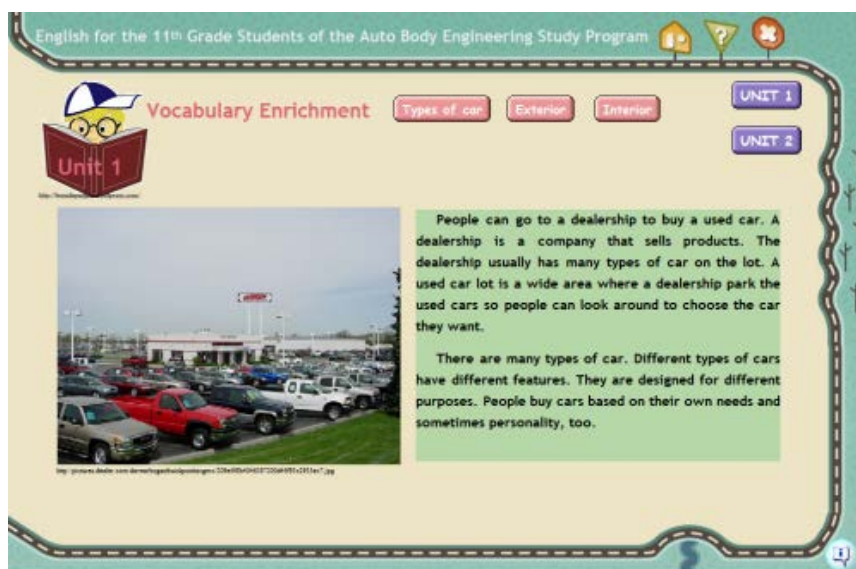 English for the 11th Grade Students of the Auto Body Engineering Study Program
?
Vocabulary Enrichment
Types of car
Exterior
Interior
UNIT 1
UNIT 2
Unit 1
People can go to a dealership to buy a used car. A
dealership is a company that sells products. The
dealership usually has many types of car on the lot. A
used car lot is a wide area where a dealership park the
used cars so people can look around to choose the car
they want.
There are many types of car. Different types of cars
have different features. They are designed for different
purposes. People buy cars based on their own needs and
sometimes personality, too.